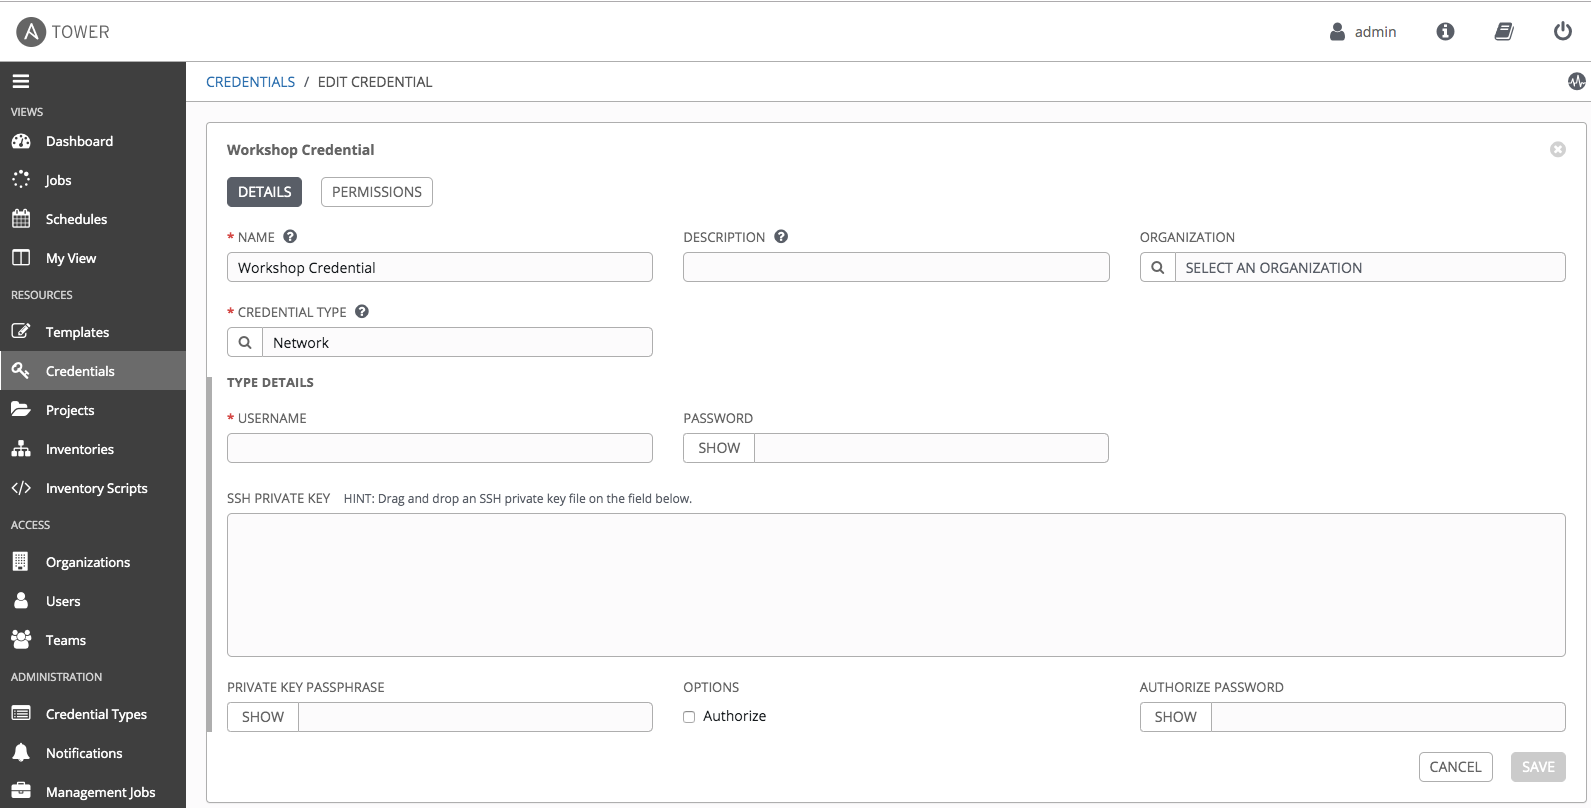 TOWER
admin
CREDENTIALS / EDIT CREDENTIAL
VIEWS
Dashboard
Jobs
Schedules
My View
RESOURCES
Templates
Credentials
Projects
Inventories
Inventory Scripts
ACCESS
Organizations
Users
Teams
ADMINISTRATION
Credential Types
Notifications
Management Jobs
Workshop Credential
DETAILS PERMISSIONS
* NAME DESCRIPTION ORGANIZATION
Workshop Credential SELECT AN ORGANIZATION
* CREDENTIAL TYPE
Network
TYPE DETAILS
* USERNAME PASSWORD
SHOW
SSH PRIVATE KEY HINT: Drag and drop an SSH private key file on the field below.
PRIVATE KEY PASSPHRASE OPTIONS AUTHORIZE PASSWORD
SHOW Authorize SHOW
CANCEL SAVE